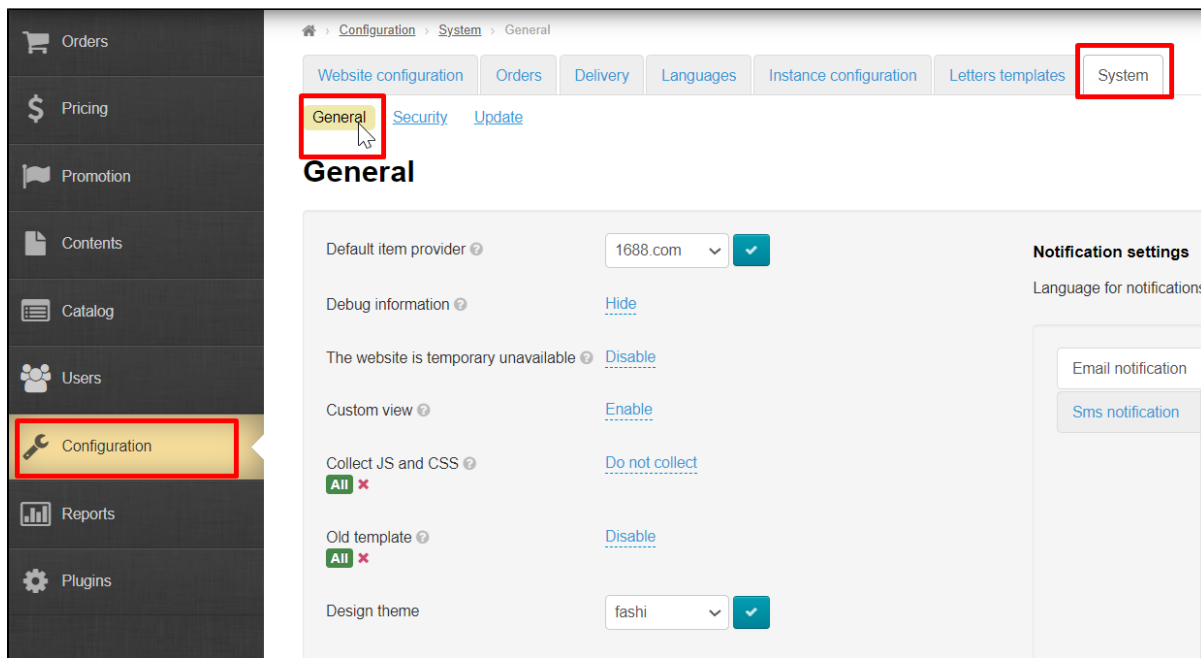 Orders
Pricing
Promotion
Contents
Catalog
Users
Configuration
Reports
Plugins
Configuration › System › General
Website configuration Orders Delivery Languages Instance configuration Letters templates System
General Security Update
General
Default item provider ? 1688.com
Debug information ? Hide
The website is temporary unavailable ? Disable
Custom view ? Enable
Collect JS and CSS ? Do not collect
All
Old template ? Disable
All
Design theme fashi
Notification settings
Language for notifications
Email notification
Sms notification